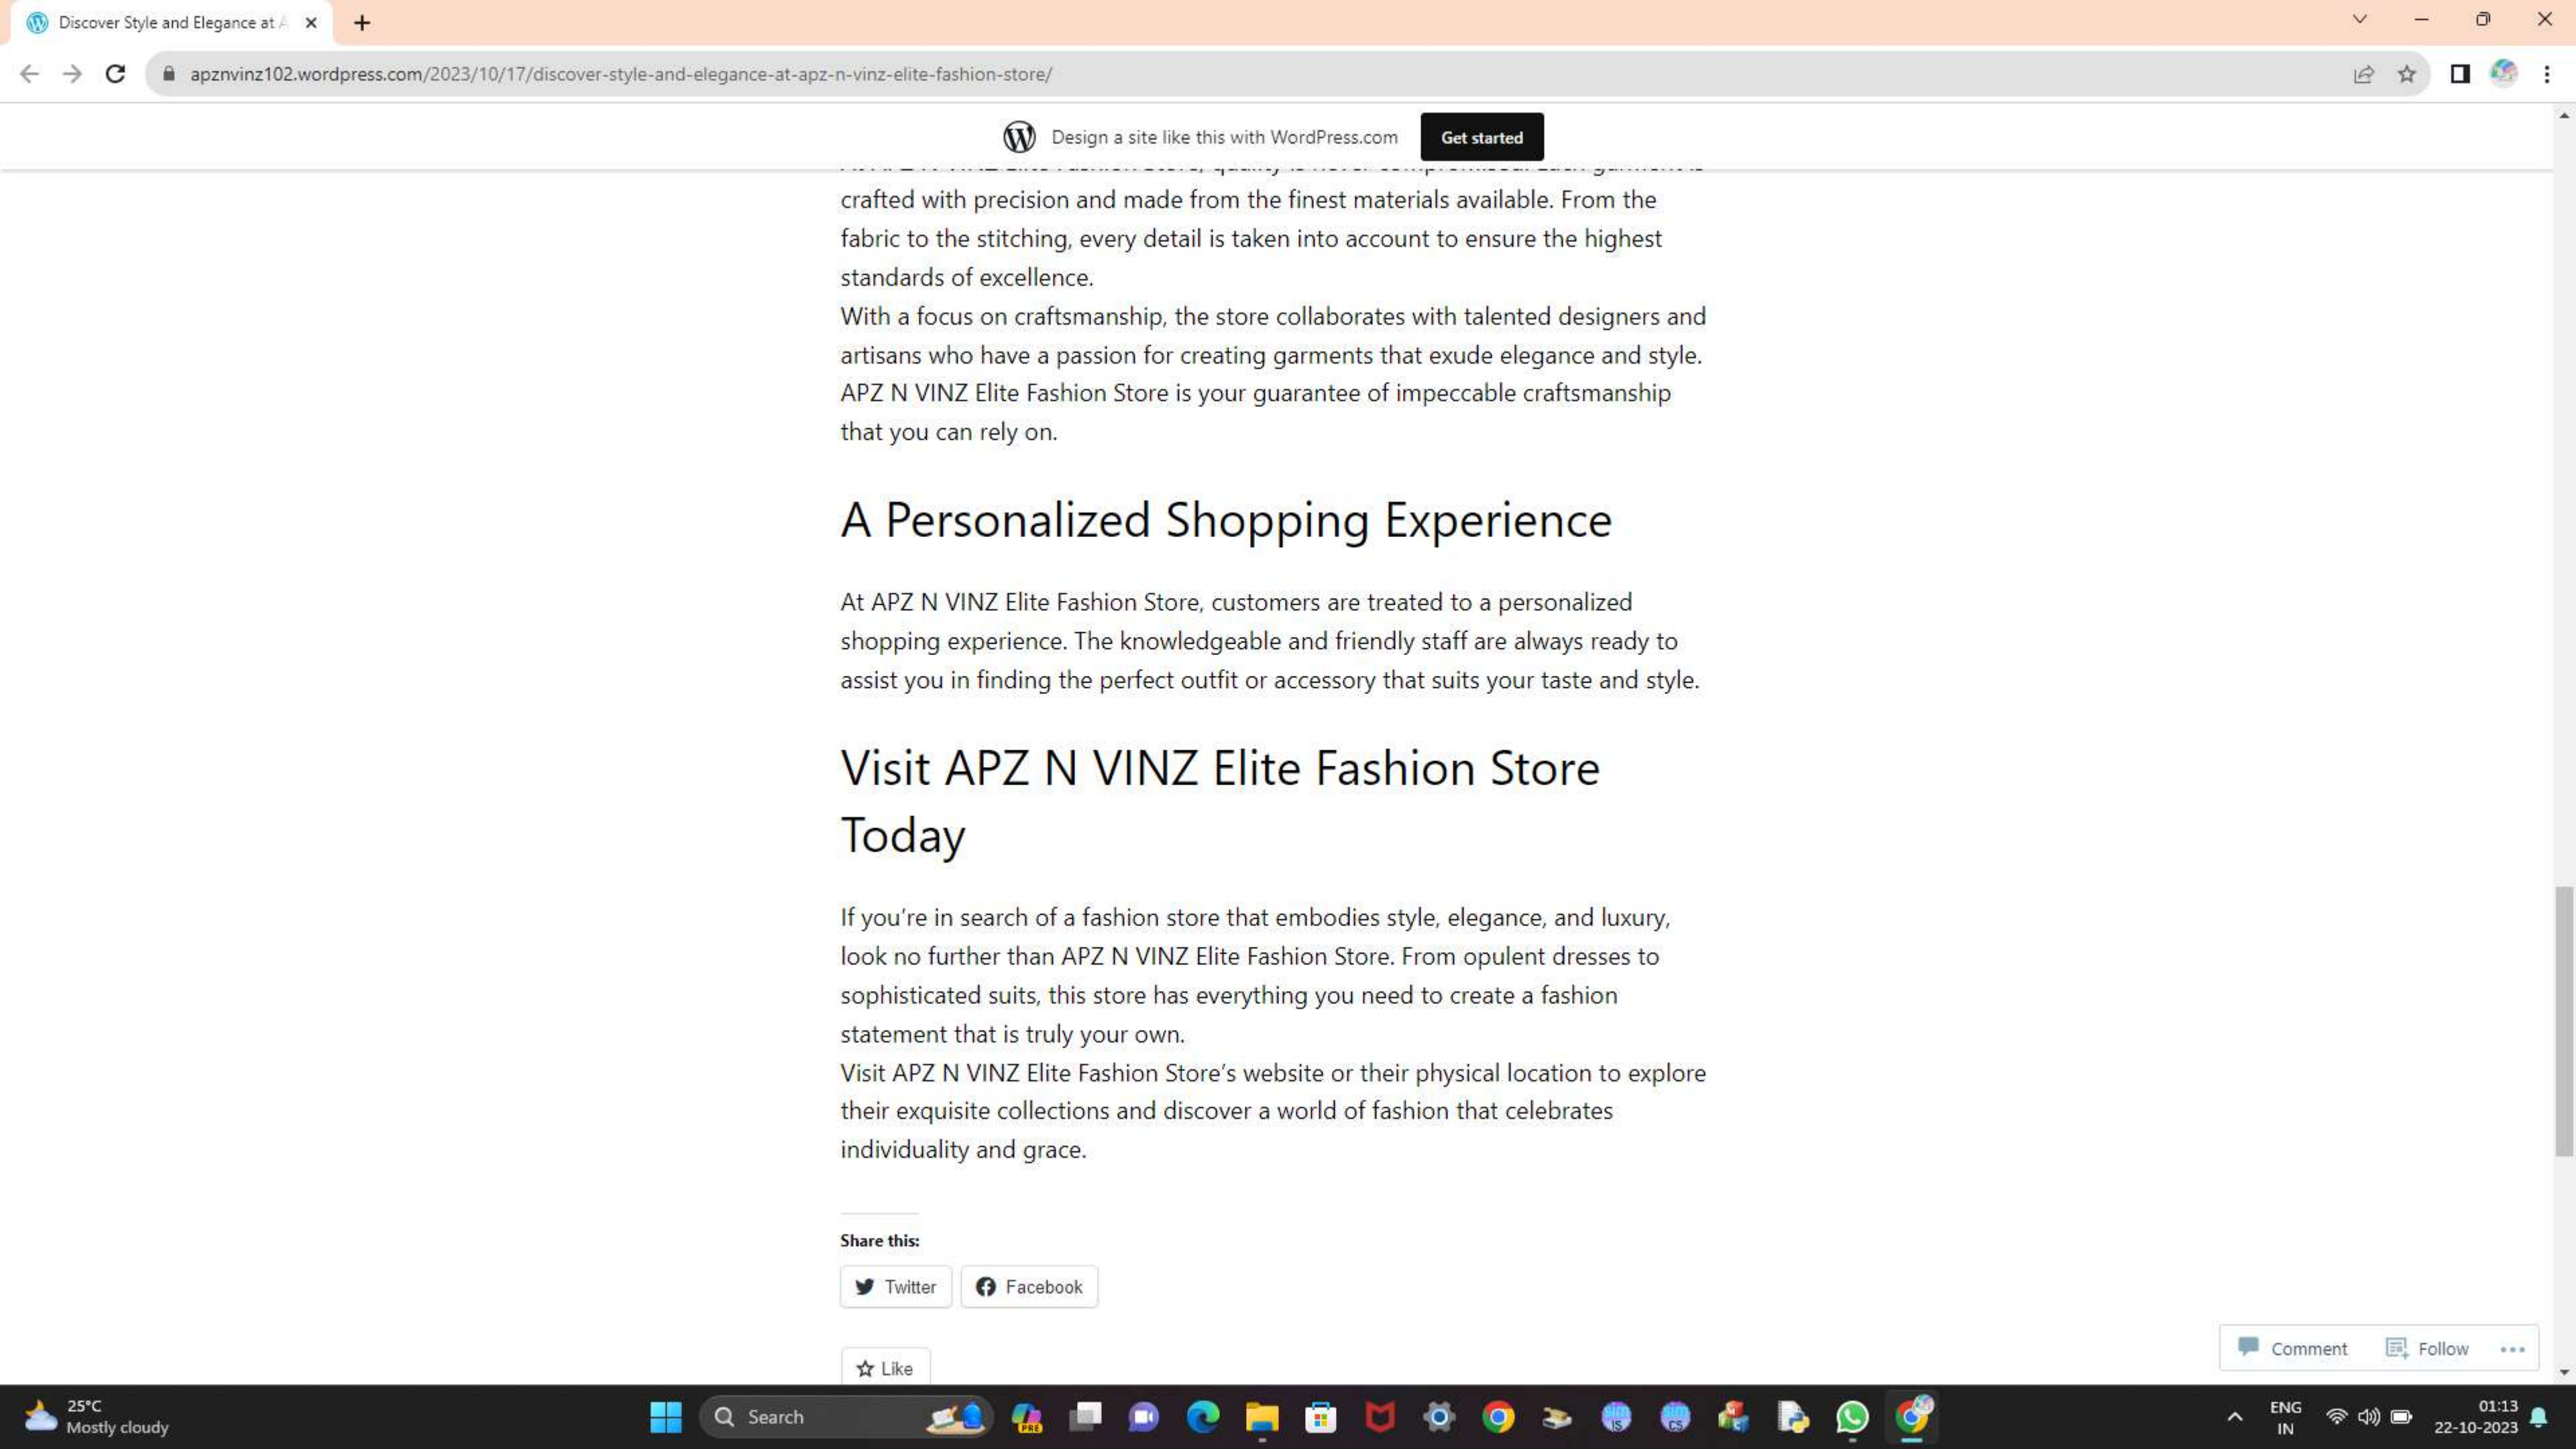 Discover Style and Elegance at A
apznvinz102.wordpress.com/2023/10/17/discover-style-and-elegance-at-apz-n-vinz-elite-fashion-store/
Design a site like this with WordPress.com
Get started
crafted with precision and made from the finest materials available. From the
fabric to the stitching, every detail is taken into account to ensure the highest
standards of excellence.
With a focus on craftsmanship, the store collaborates with talented designers and
artisans who have a passion for creating garments that exude elegance and style.
APZ N VINZ Elite Fashion Store is your guarantee of impeccable craftsmanship
that you can rely on.
A Personalized Shopping Experience
At APZ N VINZ Elite Fashion Store, customers are treated to a personalized
shopping experience. The knowledgeable and friendly staff are always ready to
assist you in finding the perfect outfit or accessory that suits your taste and style.
Visit APZ N VINZ Elite Fashion Store
Today
If you’re in search of a fashion store that embodies style, elegance, and luxury,
look no further than APZ N VINZ Elite Fashion Store. From opulent dresses to
sophisticated suits, this store has everything you need to create a fashion
statement that is truly your own.
Visit APZ N VINZ Elite Fashion Store’s website or their physical location to explore
their exquisite collections and discover a world of fashion that celebrates
individuality and grace.
Share this:
Twitter
Facebook
Like
Comment
Follow
25°C
Mostly cloudy
Search
PRE
IS
CS
ENG
IN
01:13
22-10-2023